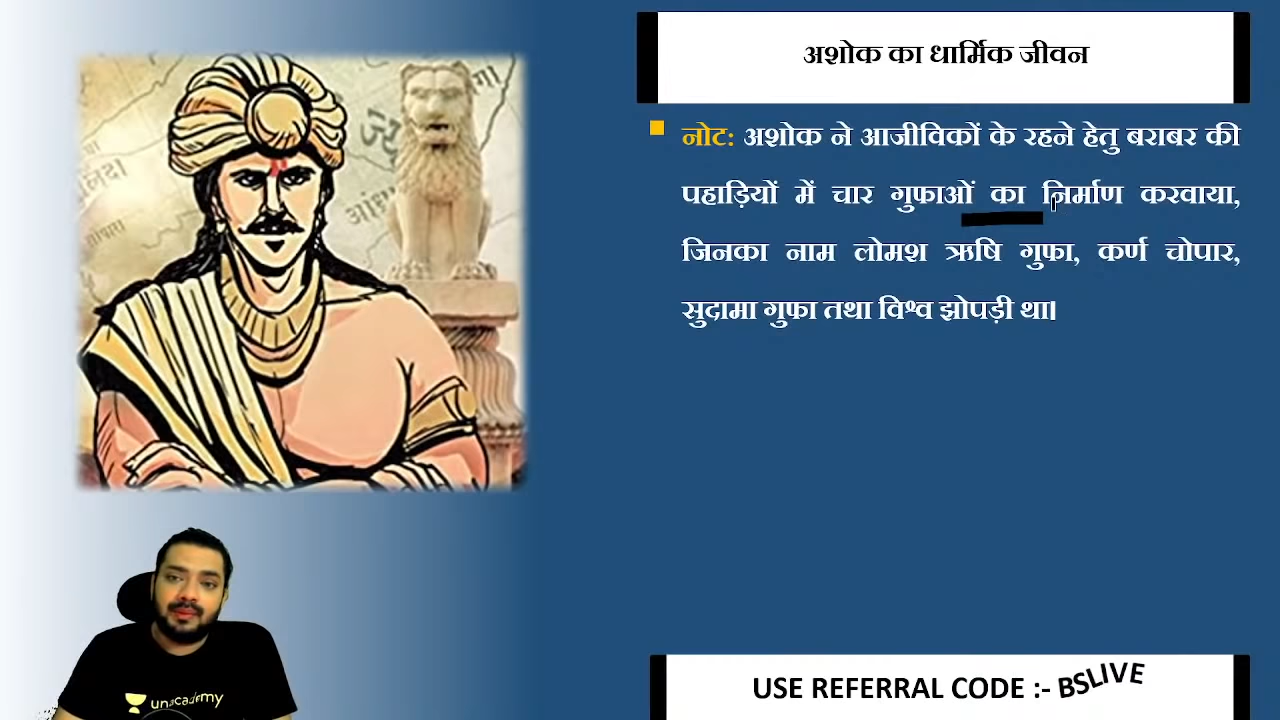 अशोक का धार्मिक जीवन
नोट: अशोक ने आजीविकों के रहने हेतु बराबर की
पहाड़ियों में चार गुफाओं का निर्माण करवाया,
जिनका नाम लोमश ऋषि गुफा, कर्ण चोपार,
सुदामा गुफा तथा विश्व झोपड़ी था।
unacademy
USE REFERRAL CODE :- BSLIVE